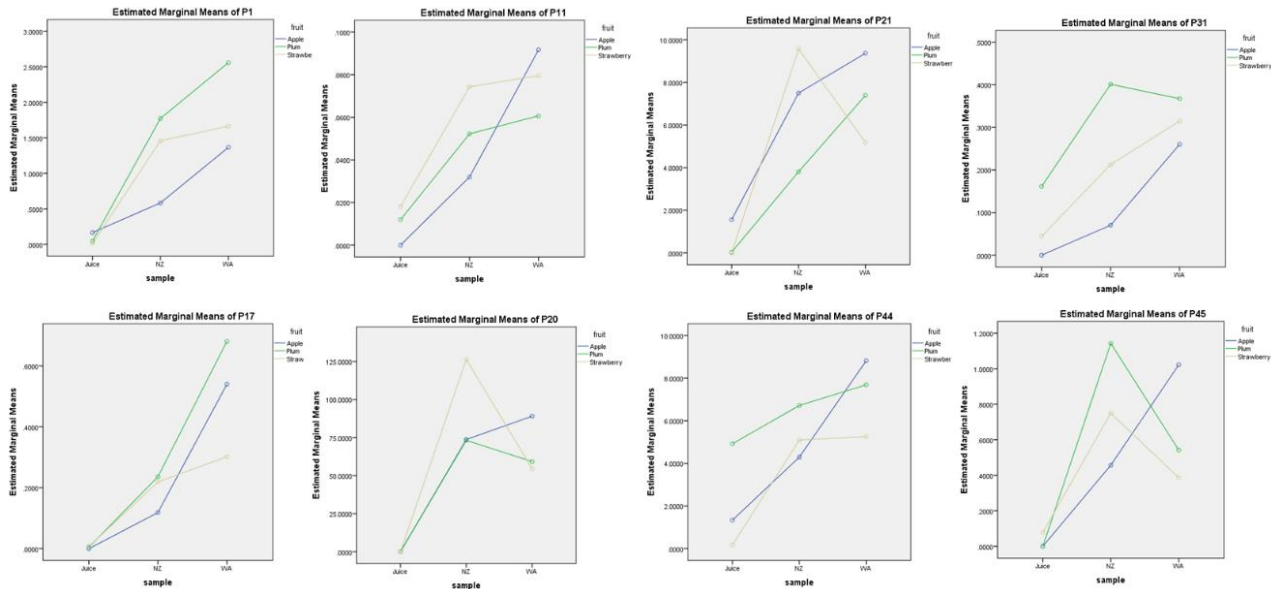 Estimated Marginal Means of P1
fruit
Apple
Plum
Strawbe
Estimated Marginal Means
3.0000
2.5000
2.0000
1.5000
1.0000
.5000
.0000
Juice NZ WA
sample
Estimated Marginal Means of P11
fruit
Apple
Plum
Strawberry
Estimated Marginal Means
.1000
.0800
.0600
.0400
.0200
.0000
Juice NZ WA
sample
Estimated Marginal Means of P21
fruit
Apple
Plum
Strawber
Estimated Marginal Means
10.0000
8.0000
6.0000
4.0000
2.0000
.0000
Juice NZ WA
sample
Estimated Marginal Means of P31
fruit
Apple
Plum
Strawberry
Estimated Marginal Means
.5000
.4000
.3000
.2000
.1000
.0000
Juice NZ WA
sample
Estimated Marginal Means of P17
fruit
Apple
Plum
Straw
Estimated Marginal Means
.6000
.4000
.2000
.0000
Juice NZ WA
sample
Estimated Marginal Means of P20
fruit
Apple
Plum
Strawberry
Estimated Marginal Means
125.0000
100.0000
75.0000
50.0000
25.0000
.0000
Juice NZ WA
sample
Estimated Marginal Means of P44
fruit
Apple
Plum
Strawber
Estimated Marginal Means
10.0000
8.0000
6.0000
4.0000
2.0000
.0000
Juice NZ WA
sample
Estimated Marginal Means of P45
fruit
Apple
Plum
Strawberry
Estimated Marginal Means
1.2000
1.0000
.8000
.6000
.4000
.2000
.0000
Juice NZ WA
sample